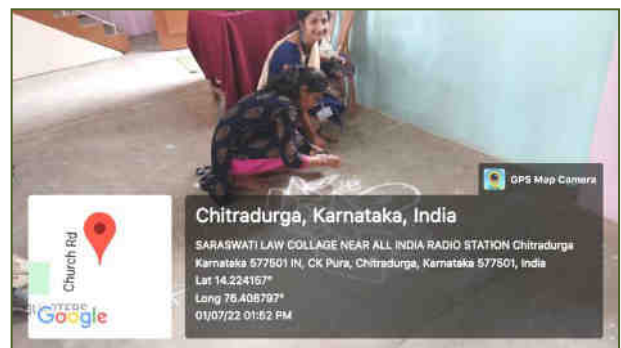 GPS Map Camera
Church Rd
Google
Chitradurga, Karnataka, India
SARASWATI LAW COLLAGE NEAR ALL INDIA RADIO STATION Chitradurga
Karnataka 577501 IN, CK Pura, Chitradurga, Karnataka 577501, India
Lat 14.224157°
Long 76.408797°
01/07/22 01:52 PM